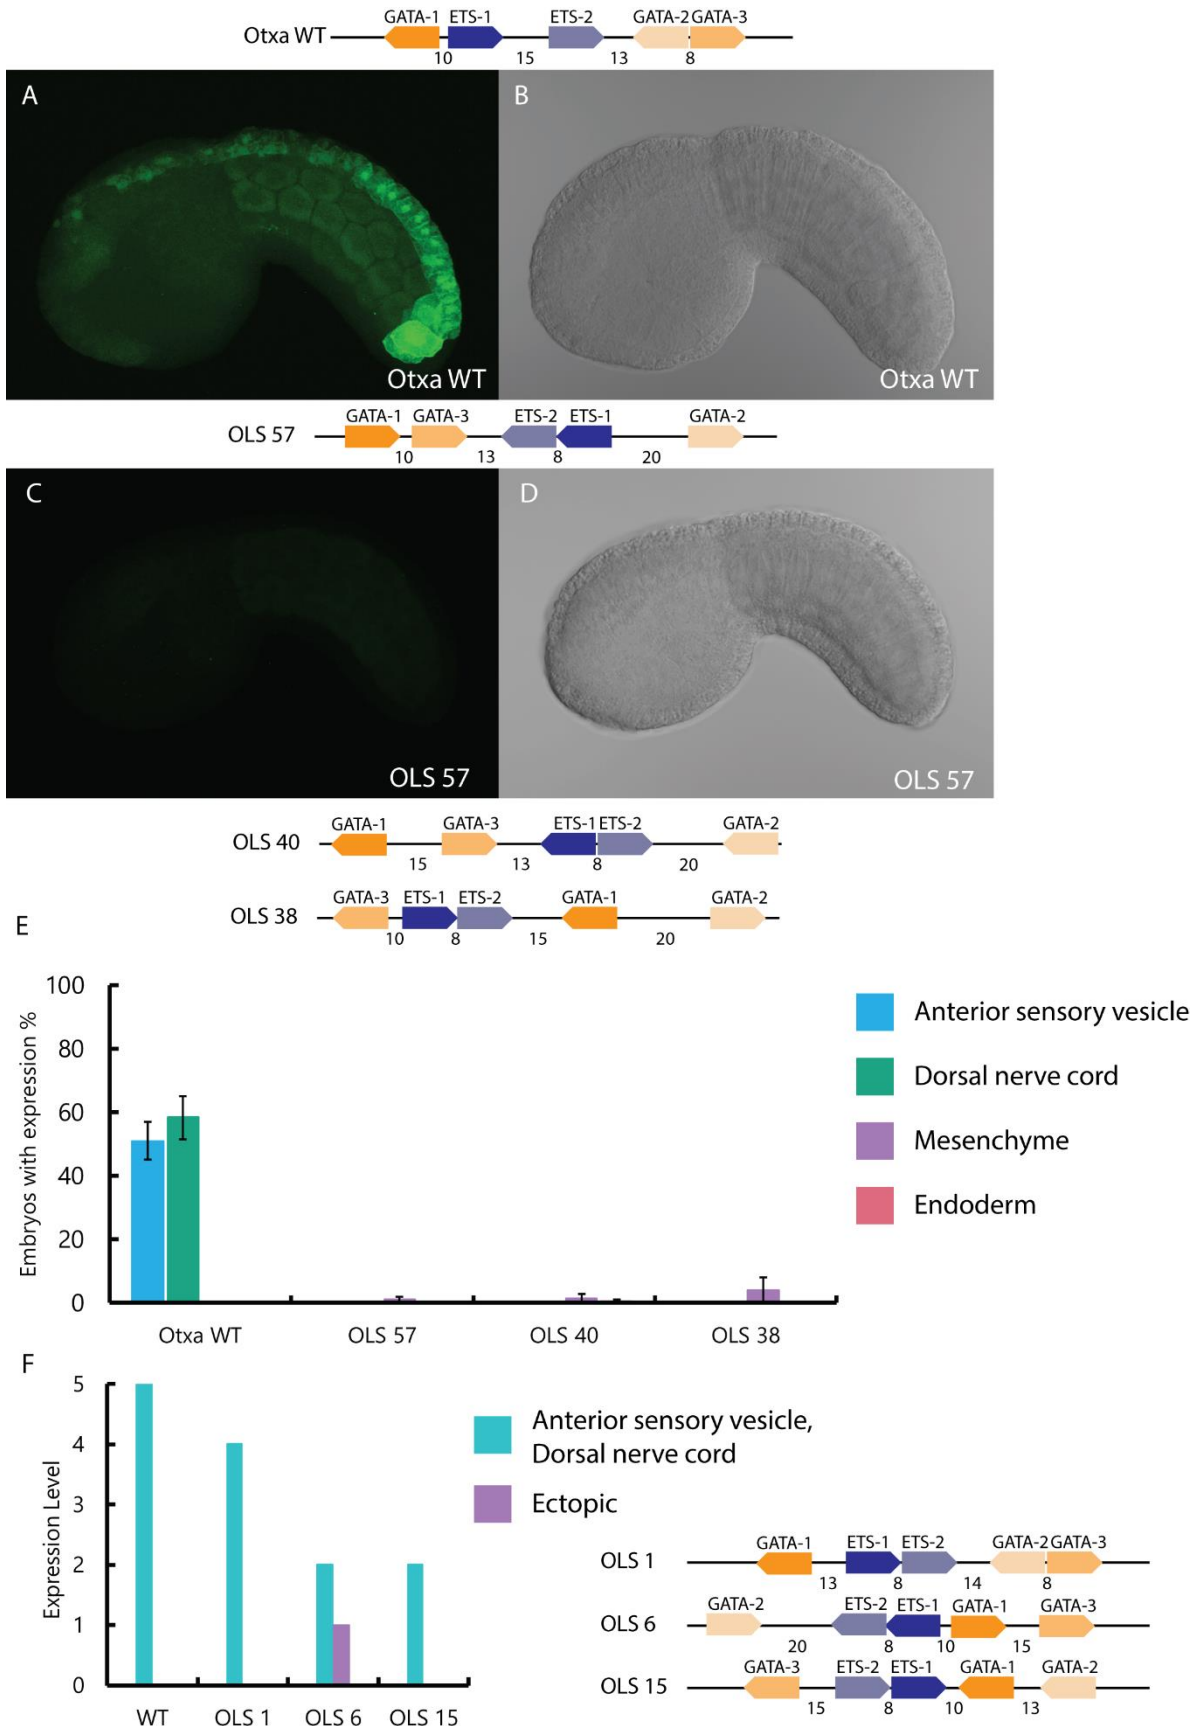 GATA-1 ETS-1 ETS-2 GATA-2 GATA-3
Otxa WT
10 15 13 8
A B
Otxa WT Otxa WT
GATA-1 GATA-3 ETS-2 ETS-1 GATA-2
OLS 57
10 13 8 20
C D
OLS 57 OLS 57
GATA-1 GATA-3 ETS-1 ETS-2 GATA-2
OLS 40
15 13 8 20
GATA-3 ETS-1 ETS-2 GATA-1 GATA-2
OLS 38
10 8 15 20
E
Embryos with expression %
100
80
60
40
20
0
Otxa WT OLS 57 OLS 40 OLS 38
Anterior sensory vesicle
Dorsal nerve cord
Mesenchyme
Endoderm
F
Expression Level
5
4
3
2
1
0
WT OLS 1 OLS 6 OLS 15
Anterior sensory vesicle,
Dorsal nerve cord
Ectopic
GATA-1 ETS-1 ETS-2 GATA-2 GATA-3
OLS 1
13 8 14 8
GATA-2 ETS-2 ETS-1 GATA-1 GATA-3
OLS 6
20 8 10 15
GATA-3 ETS-2 ETS-1 GATA-1 GATA-2
OLS 15
15 8 10 13